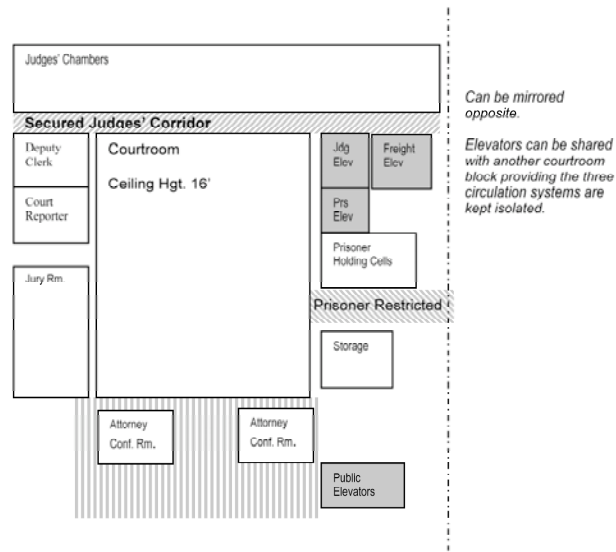 Judges' Chambers
Secured Judges' Corridor
Deputy
Clerk
Courtroom
Ceiling Hgt. 16'
Jdg
Elev
Freight
Elev
Court
Reporter
Prs
Elev
Prisoner
Holding Cells
Jury Rm.
Prisoner Restricted
Storage
Attorney
Conf. Rm.
Attorney
Conf. Rm.
Public
Elevators
Can be mirrored
opposite.
Elevators can be shared
with another courtroom
block providing the three
circulation systems are
kept isolated.